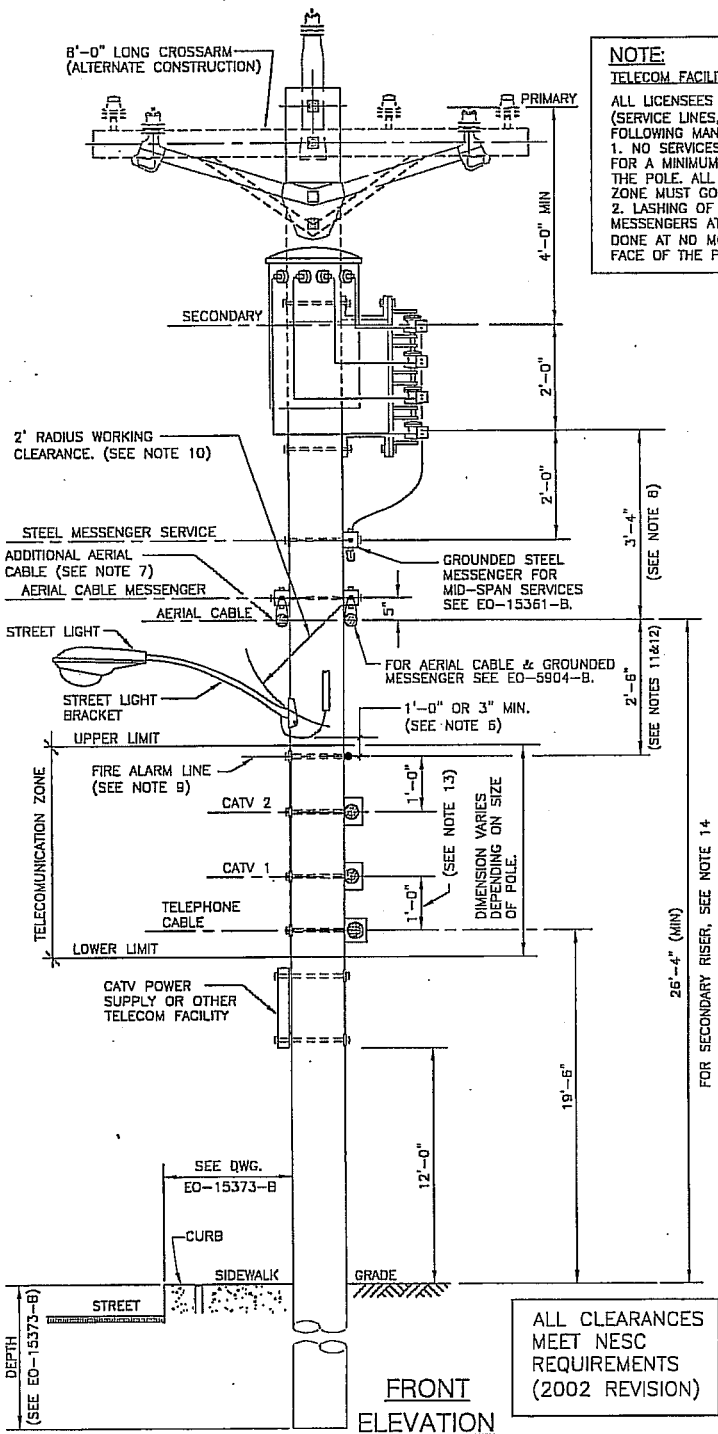 8'-0" LONG CROSSARM
(ALTERNATE CONSTRUCTION)
NOTE:
TELECOM FACILI
ALL LICENSEES
(SERVICE LINES,
FOLLOWING MAN
1. NO SERVICES
FOR A MINIMUM
THE POLE. ALL
ZONE MUST GO
2. LASHING OF
MESSENGERS AT
DONE AT NO M
FACE OF THE P
PRIMARY
4'-0" MIN
SECONDARY
2'-0"
2' RADIUS WORKING
CLEARANCE. (SEE NOTE 10)
2'-0"
3'-4"
(SEE NOTE 8)
STEEL MESSENGER SERVICE
ADDITIONAL AERIAL
CABLE (SEE NOTE 7)
AERIAL CABLE MESSENGER
AERIAL CABLE
GROUNDED STEEL
MESSENGER FOR
MID-SPAN SERVICES
SEE EO-15361-B.
5"
STREET LIGHT
STREET LIGHT
BRACKET
FOR AERIAL CABLE & GROUNDED
MESSENGER SEE EO-5904-B.
2'-6"
(SEE NOTES 11&12)
1'-0" OR 3" MIN.
(SEE NOTE 6)
UPPER LIMIT
FIRE ALARM LINE
(SEE NOTE 9)
TELECOMUNICATION ZONE
1'-0"
CATV 2
(SEE NOTE 13)
DIMENSION VARIES
DEPENDING ON SIZE
OF POLE.
CATV 1
1'-0"
TELEPHONE
CABLE
LOWER LIMIT
CATV POWER
SUPPLY OR OTHER
TELECOM FACILITY
26'-4" (MIN)
FOR SECONDARY RISER, SEE NOTE 14
19'-6"
12'-0"
SEE DWG.
EO-15373-B
CURB
SIDEWALK
GRADE
STREET
DEPTH
(SEE EO-15373-B)
FRONT
ELEVATION
ALL CLEARANCES
MEET NESC
REQUIREMENTS
(2002 REVISION)